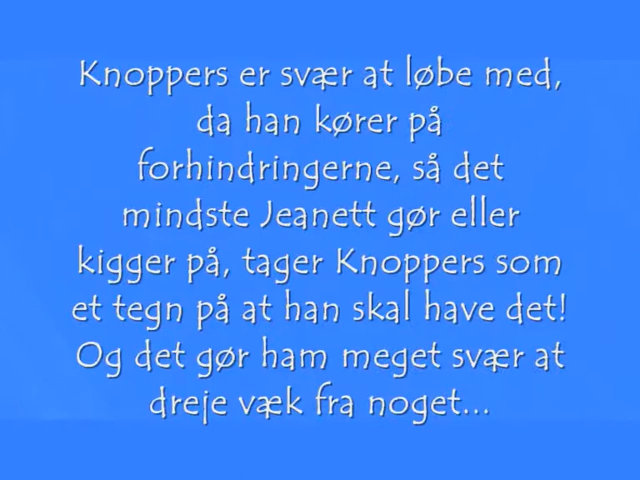 Knoppers er svær at løbe med,
da han kører på
forhindringerne, så det
mindste Jeanett gør eller
kigger på, tager Knoppers som
et tegn på at han skal have det!
Og det gør ham meget svær at
dreje væk fra noget...